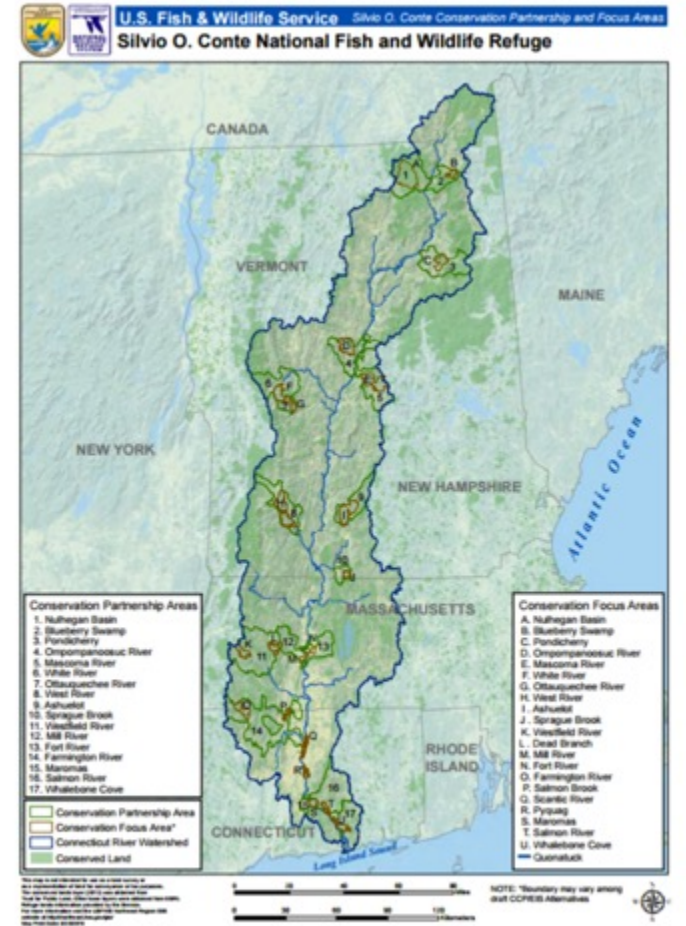 U.S. Fish & Wildlife Service
Silvio O. Conte Conservation Partnership and Focus Areas
Silvio O. Conte National Fish and Wildlife Refuge
CANADA
VERMONT
MAINE
NEW YORK
NEW HAMPSHIRE
Atlantic Ocean
MASSACHUSETTS
RHODE ISLAND
CONNECTICUT
Long Island Sound
Conservation Partnership Areas
1. Nulhegan Basin
2. Blueberry Swamp
3. Pondicherry
4. Ompompanoosuc River
5. Mascoma River
6. White River
7. Ottauquechee River
8. West River
9. Ashuelot
10. Sprague Brook
11. Westfield River
12. Mill River
13. Fort River
14. Farmington River
15. Maromas
16. Salmon River
17. Whalebone Cove
Conservation Partnership Area
Conservation Focus Area*
Connecticut River Watershed
Conserved Land
Conservation Focus Areas
A. Nulhegan Basin
B. Blueberry Swamp
C. Pondicherry
D. Ompompanoosuc River
E. Mascoma River
F. White River
G. Ottauquechee River
H. West River
I. Ashuelot
J. Sprague Brook
K. Westfield River
L. Dead Branch
M. Mill River
N. Fort River
O. Farmington River
P. Salmon Brook
Q. Scantic River
R. Pyquag
S. Maromas
T. Salmon River
U. Whalebone Cove
Quonatuck
NOTE: *Boundary may vary among
draft CCP/EIS Alternatives